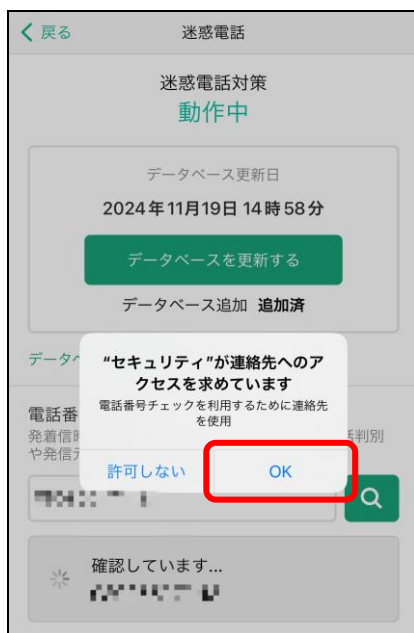 戻る
迷惑電話
迷惑電話対策
動作中
データベース更新日
2024年11月19日 14時58分
データベースを更新する
データベース追加 追加済
データベ
“セキュリティ”が連絡先へのア
クセスを求めています
電話番号チェックを利用するために連絡先
を使用
許可しない
OK
電話番
発着信
話判別
や発信元
確認しています...